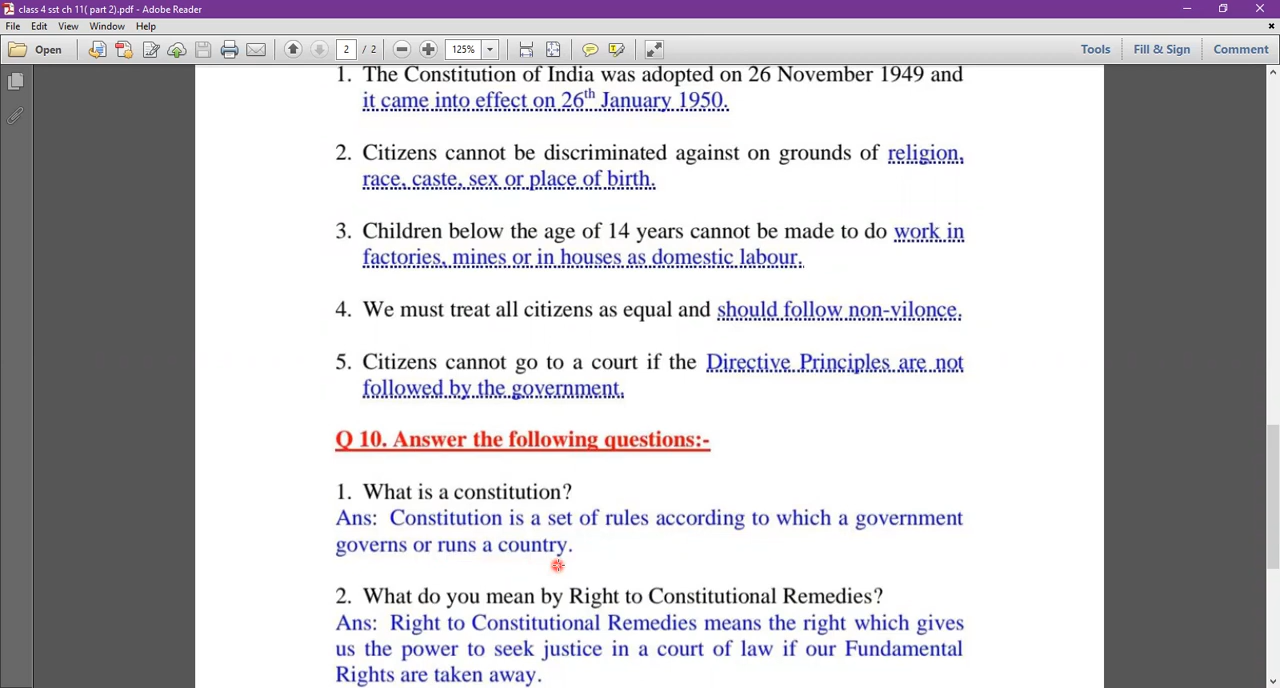 class 4 sst ch 11( part 2).pdf - Adobe Reader
File Edit View Window Help
Open 2 / 2 125% Tools Fill & Sign Comment
1. The Constitution of India was adopted on 26 November 1949 and
it came into effect on 26th January 1950.
2. Citizens cannot be discriminated against on grounds of religion,
race, caste, sex or place of birth.
3. Children below the age of 14 years cannot be made to do work in
factories, mines or in houses as domestic labour.
4. We must treat all citizens as equal and should follow non-vilonce.
5. Citizens cannot go to a court if the Directive Principles are not
followed by the government.
Q 10. Answer the following questions:-
1. What is a constitution?
Ans: Constitution is a set of rules according to which a government
governs or runs a country.
2. What do you mean by Right to Constitutional Remedies?
Ans: Right to Constitutional Remedies means the right which gives
us the power to seek justice in a court of law if our Fundamental
Rights are taken away.